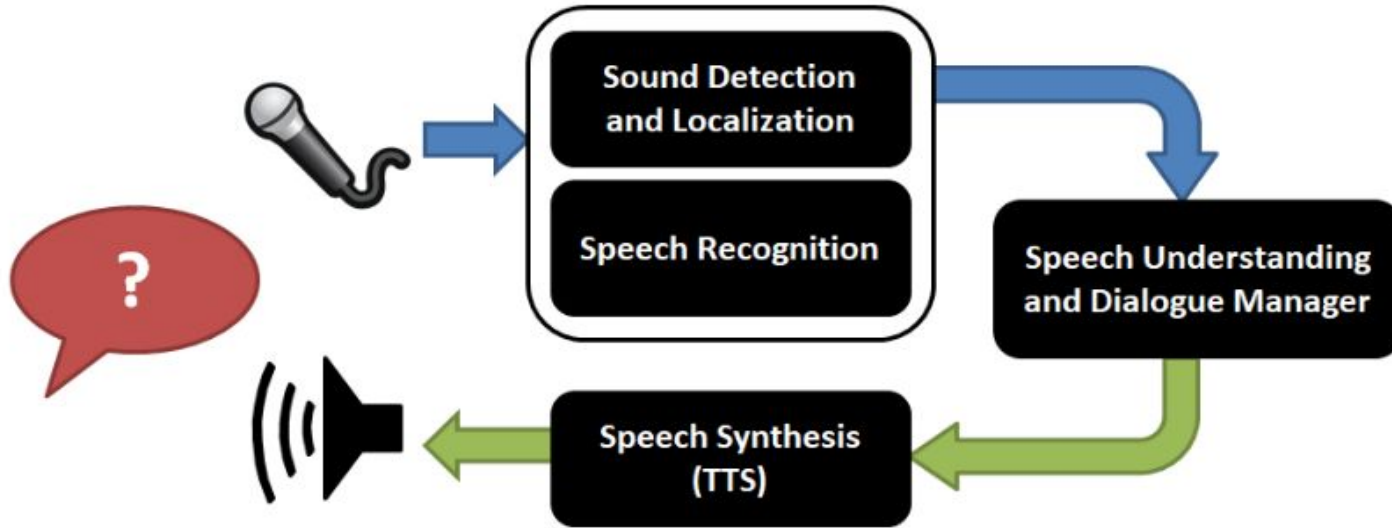 Sound Detection
and Localization
Speech Recognition
?
Speech Understanding
and Dialogue Manager
Speech Synthesis
(TTS)